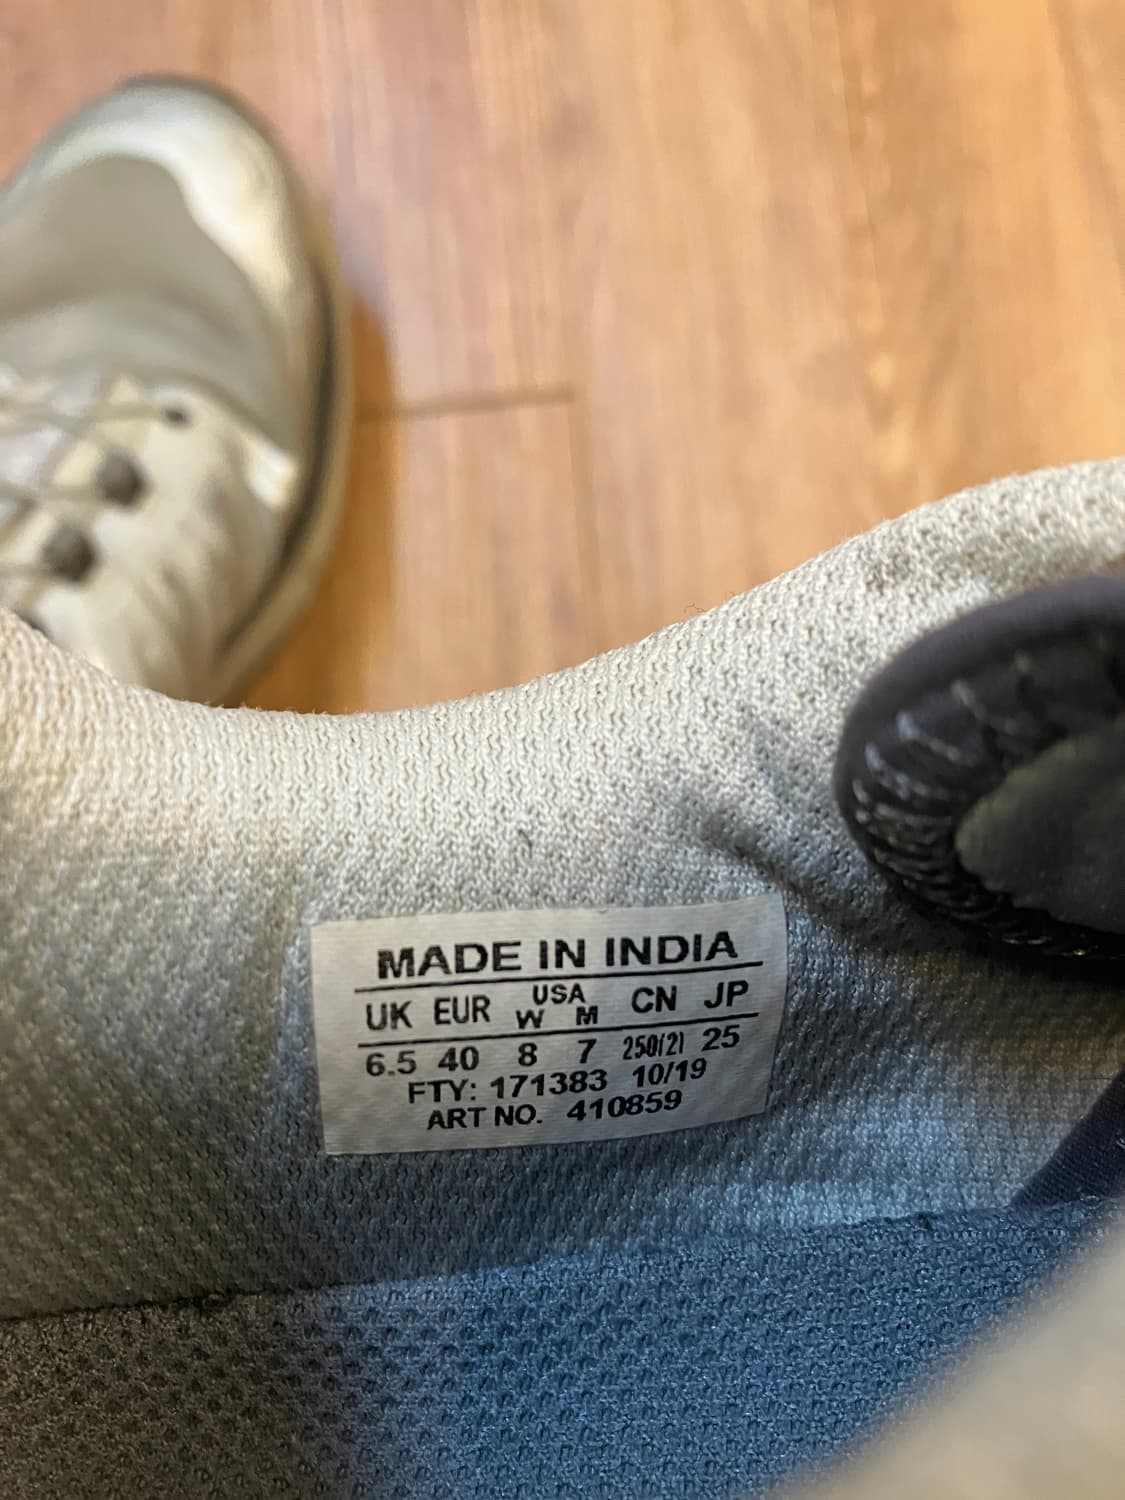 MADE IN INDIA
UK EUR USA W M CN JP
6.5 40 8 7 250(2) 25
FTY: 171383 10/19
ART NO. 410859